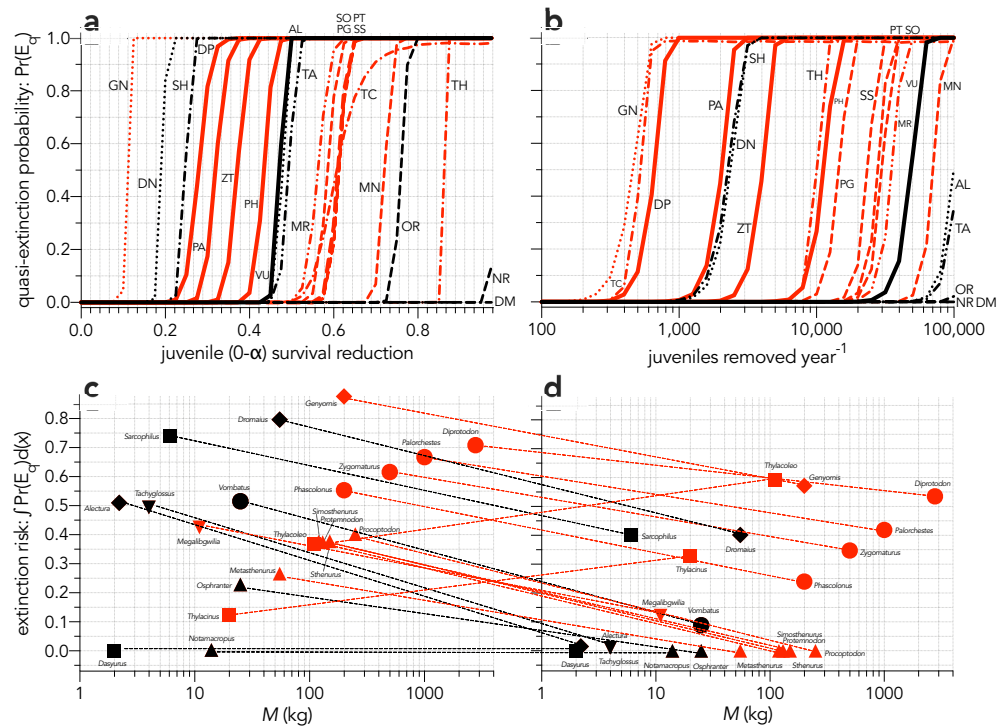 a
b
SO PT
PG SS
AL
PT SO
quasi-extinction probability: Pr(E_q)
1.0
0.8
0.6
0.4
0.2
0.0
GN
SH
DP
TA
TC
TH
DN
ZT
PA
PH
VU
MR
MN
OR
NR
DM
0.0
0.2
0.4
0.6
0.8
juvenile (0-α) survival reduction
GN
SH
PA
DN
TH
PH
SS
VU
MN
MR
DP
ZT
PG
TC
AL
TA
OR
NR DM
100
1,000
10,000
100,000
juveniles removed year⁻¹
c
d
extinction risk: ∫Pr(E_q)d(x)
0.8
0.7
0.6
0.5
0.4
0.3
0.2
0.1
0.0
Genyornis
Dromaius
Sarcophilus
Palorchestes
Diprotodon
Zygomaturus
Phascolonus
Vombatus
Tachyglossus
Alectura
Megalibgwilia
Simosthenurus
Protemnodon
Procoptodon
Thylacoleo
Sthenurus
Metasthenurus
Osphranter
Thylacinus
Notamacropus
Dasyurus
1
10
100
1000
M (kg)
Thylacoleo
Genyornis
Diprotodon
Sarcophilus
Dromaius
Palorchestes
Zygomaturus
Thylacinus
Phascolonus
Megalibgwilia
Vombatus
Alectura
Simosthenurus
Protemnodon
Dasyurus
Tachyglossus
Notamacropus
Osphranter
Metasthenurus
Sthenurus
Procoptodon
1
10
100
1000
M (kg)